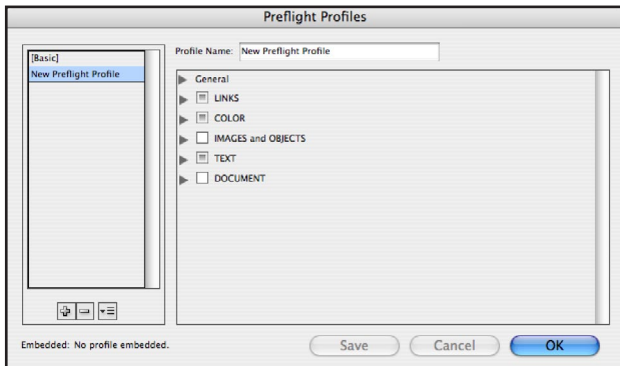 Preflight Profiles
[Basic]
New Preflight Profile
Profile Name: New Preflight Profile
General
LINKS
COLOR
IMAGES and OBJECTS
TEXT
DOCUMENT
Embedded: No profile embedded.
Save
Cancel
OK